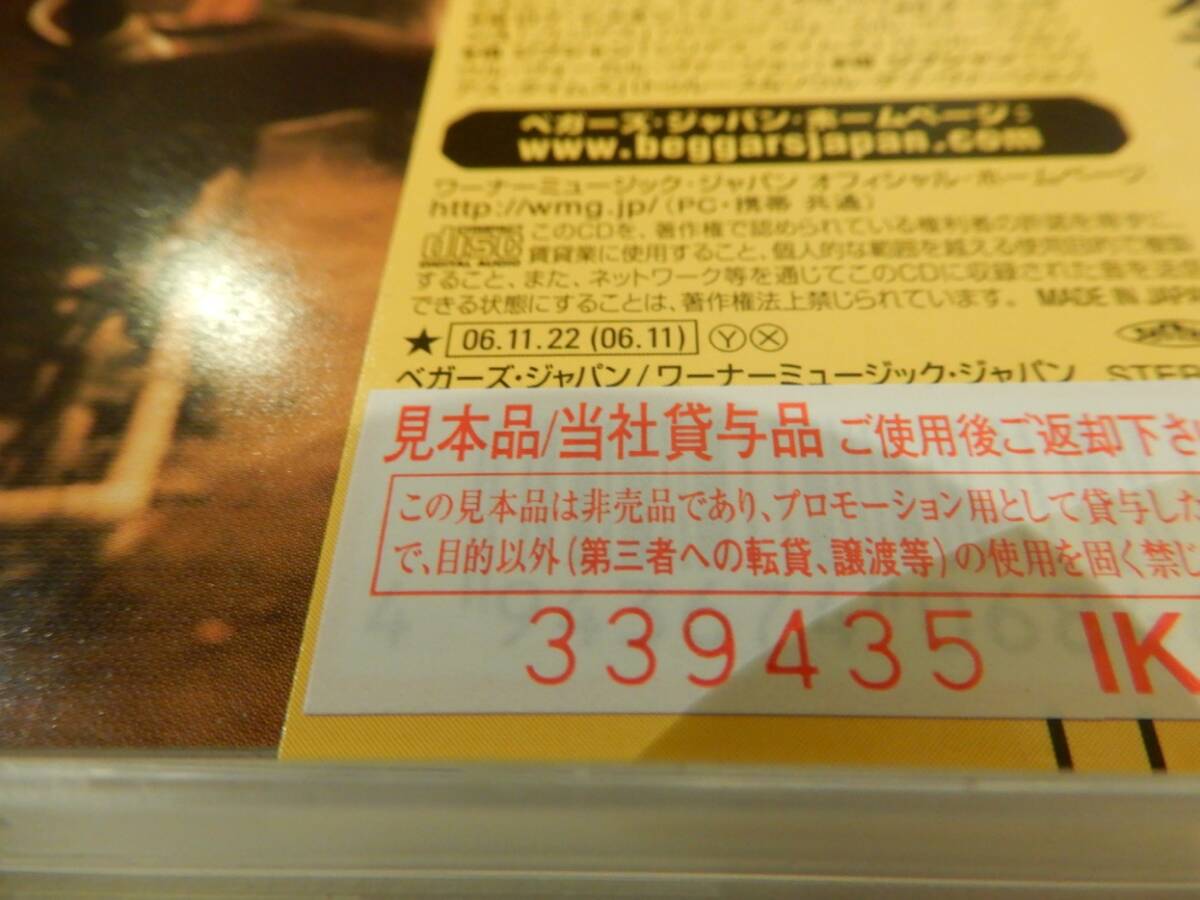 ベガーズ・ジャパン・ホームページ：
www.beggarsjapan.com
ワーナーミュージック・ジャパン オフィシャル・ホームページ
http://wmg.jp/（PC・携帯 共通）
disc このCDを、著作権で認められている権利者の許諾を得ずに
賃貸業に使用すること、個人的な範囲を越える使用目的で複製
すること、また、ネットワーク等を通じてこのCDに収録された音を送信
できる状態にすることは、著作権法上禁じられています。 MADE IN JAPA
★ 06.11.22 (06.11) Ⓨ Ⓧ
ベガーズ・ジャパン/ワーナーミュージック・ジャパン STER
見本品/当社貸与品 ご使用後ご返却下さ
この見本品は非売品であり、プロモーション用として貸与した
で、目的以外（第三者への転貸、譲渡等）の使用を固く禁じ
339435 IK